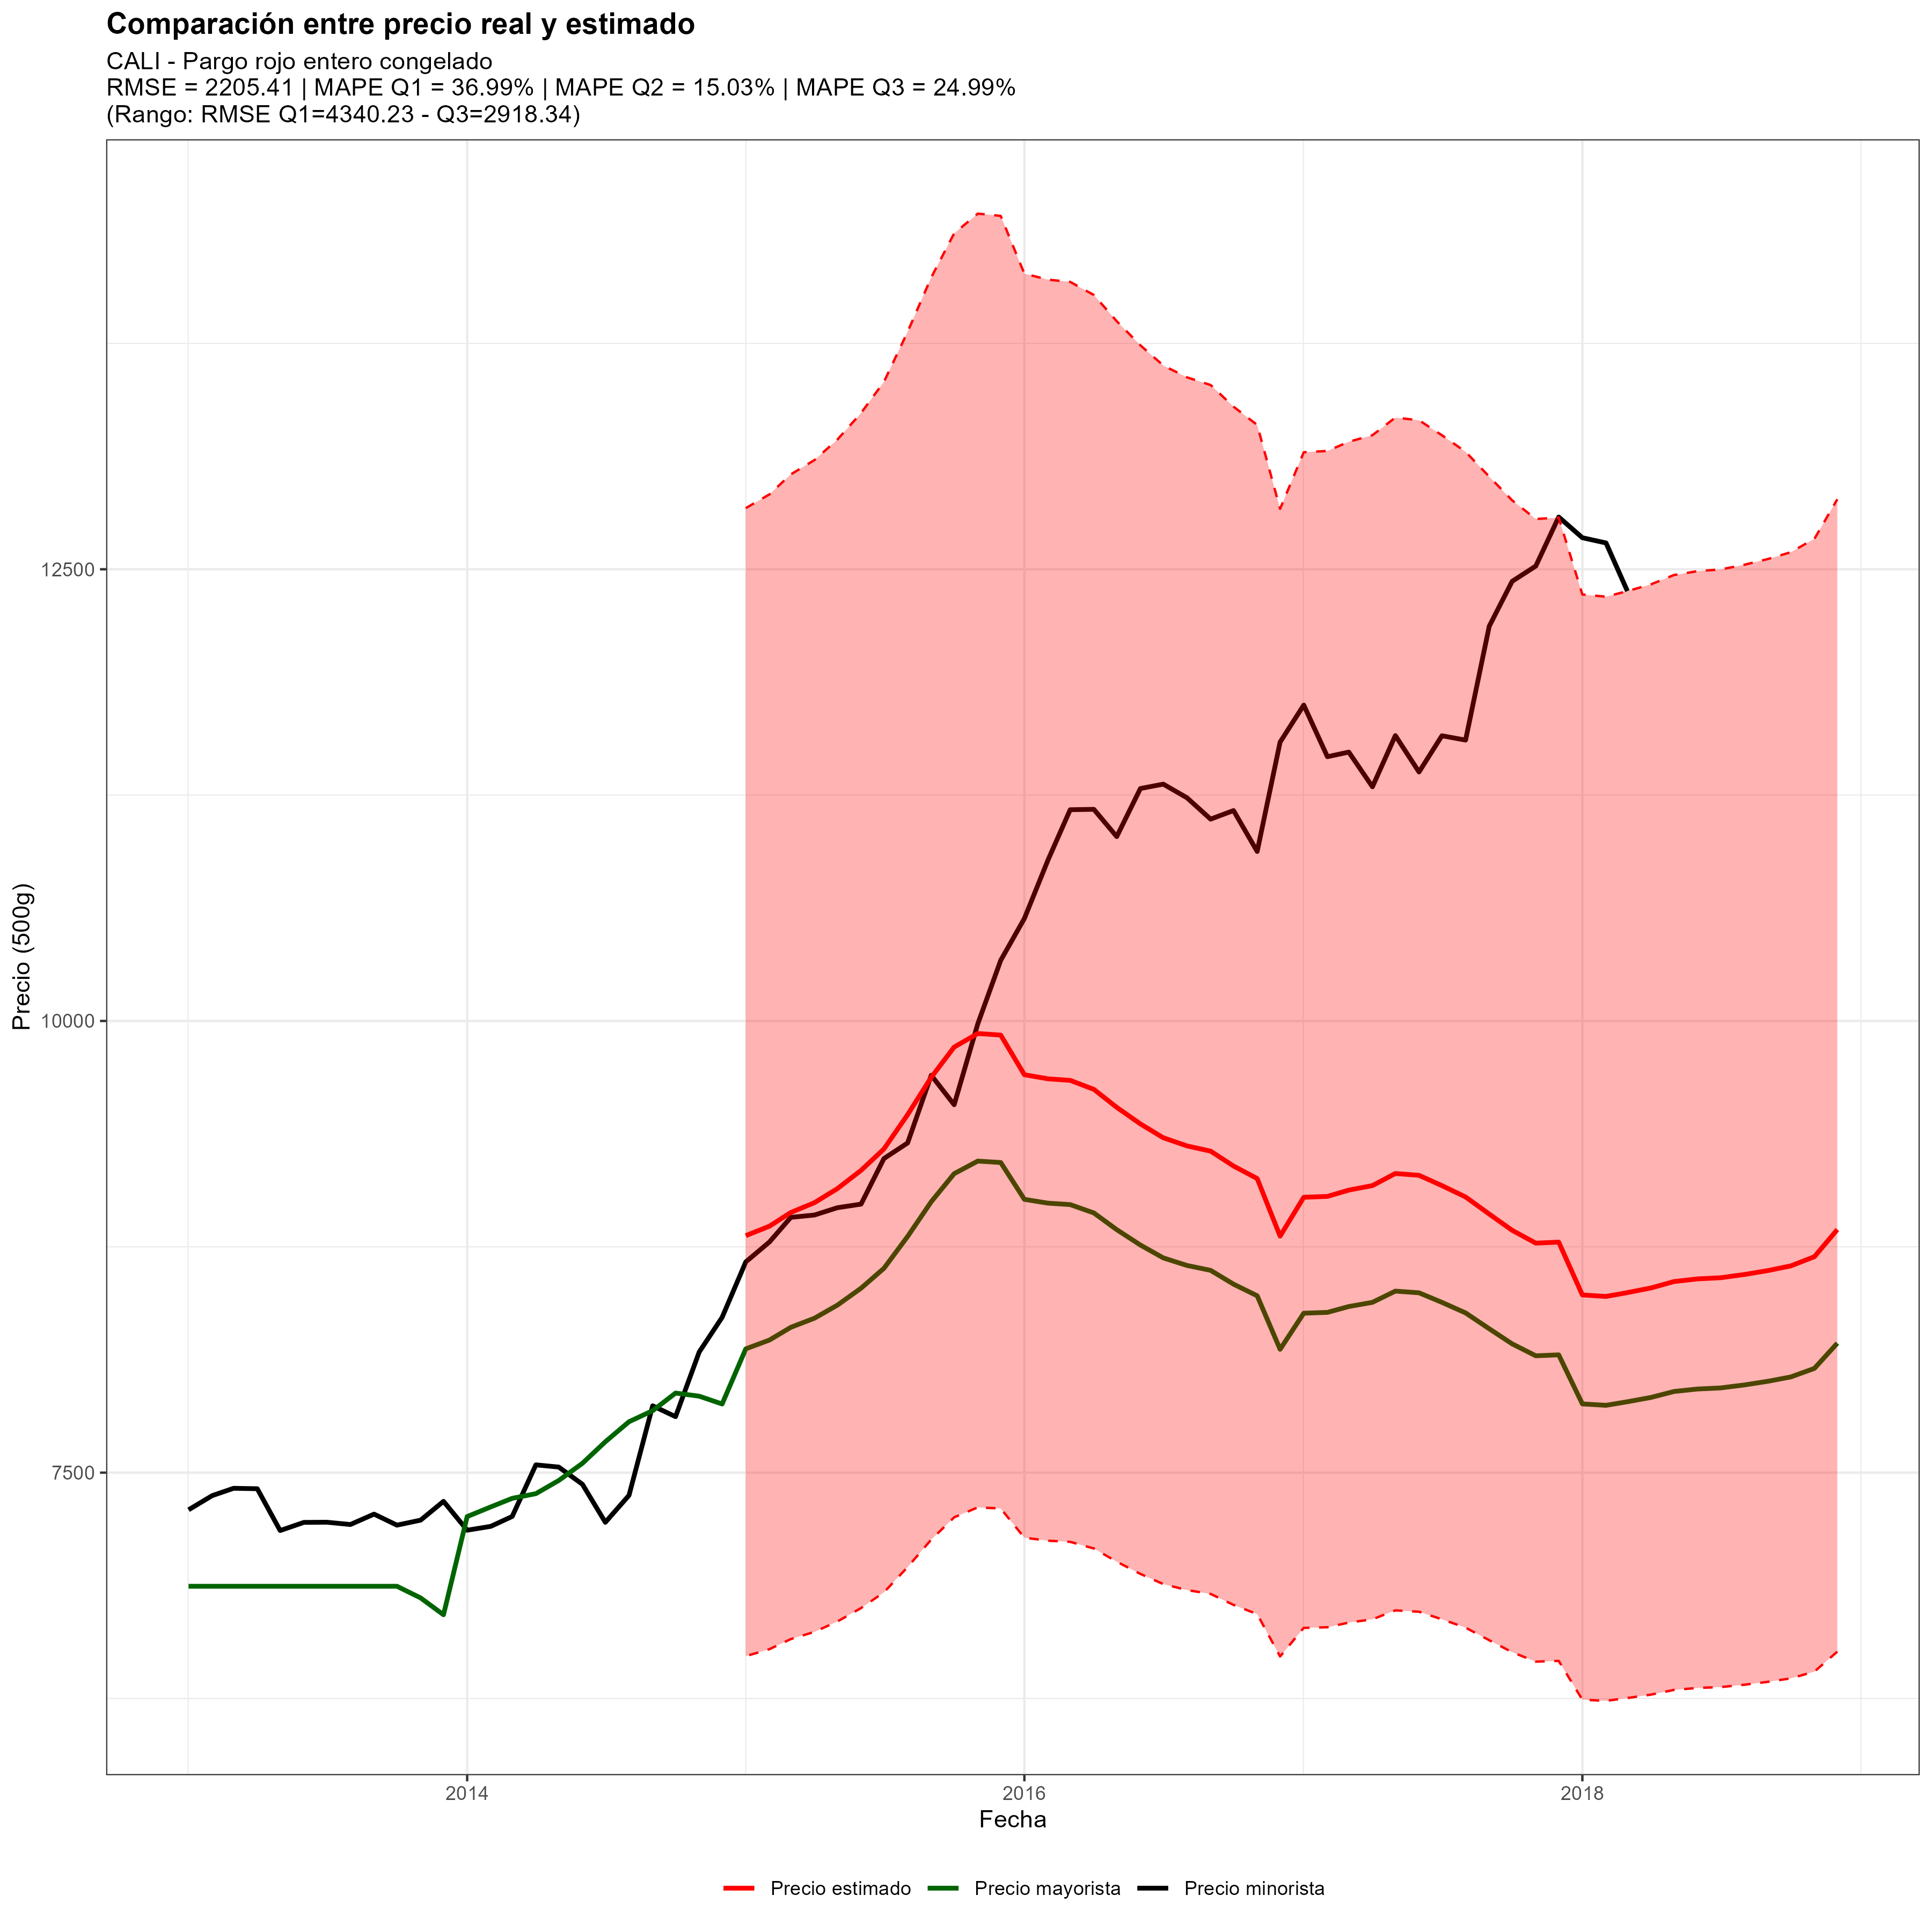 Comparación entre precio real y estimado
CALI - Pargo rojo entero congelado
RMSE = 2205.41 | MAPE Q1 = 36.99% | MAPE Q2 = 15.03% | MAPE Q3 = 24.99%
(Rango: RMSE Q1=4340.23 - Q3=2918.34)
12500
10000
7500
Precio (500g)
2014
2016
2018
Fecha
Precio estimado
Precio mayorista
Precio minorista